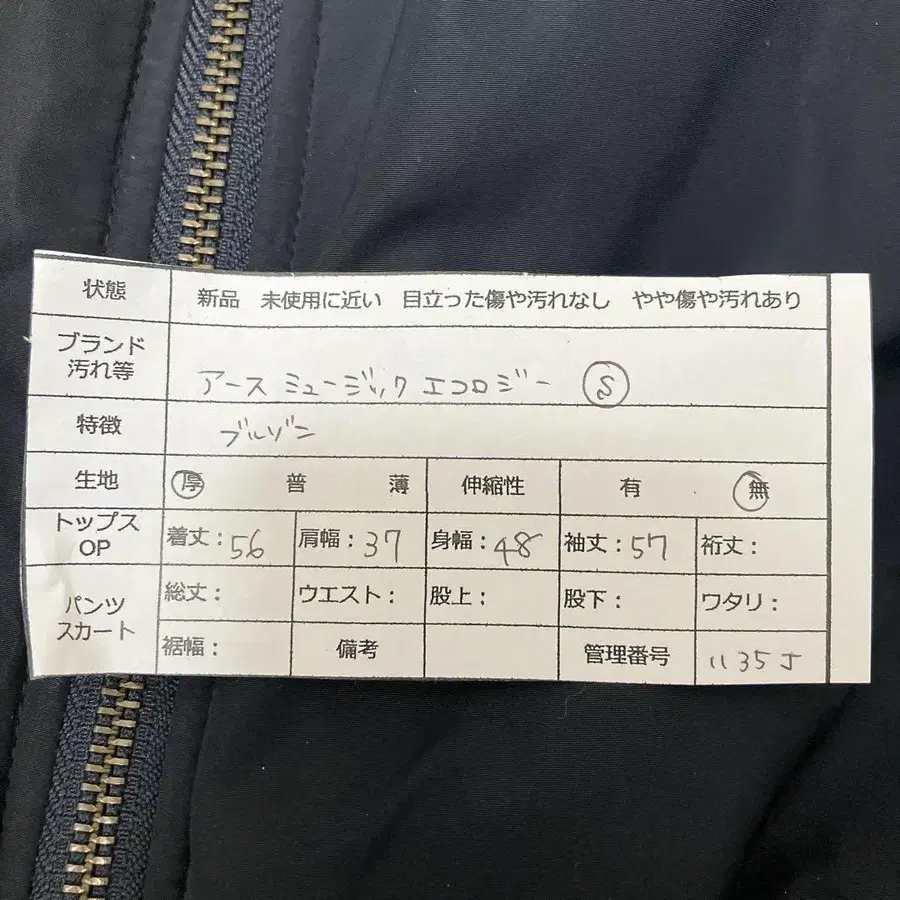 状態 新品 未使用に近い 目立った傷や汚れなし やや傷や汚れあり
ブランド
汚れ等 アースミュージックエコロジー S
特徴 ブルゾン
生地 厚 普 薄 伸縮性 有 無
トップス
OP 着丈：56 肩幅：37 身幅：48 袖丈：57 裄丈：
パンツ
スカート 総丈： ウエスト： 股上： 股下： ワタリ：
裾幅： 備考 管理番号 1135J